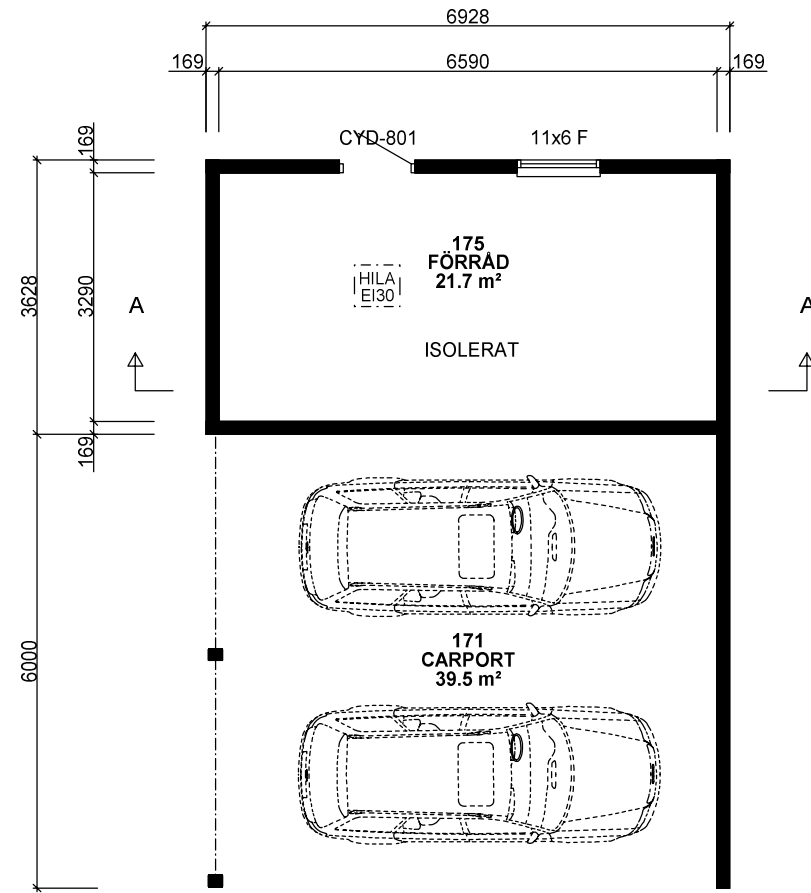 6928
169
6590
169
CYD-801
11x6 F
169
3628
3290
169
175
FÖRRÅD
21.7 m²
HILA
EI30
ISOLERAT
A
A
6000
171
CARPORT
39.5 m²